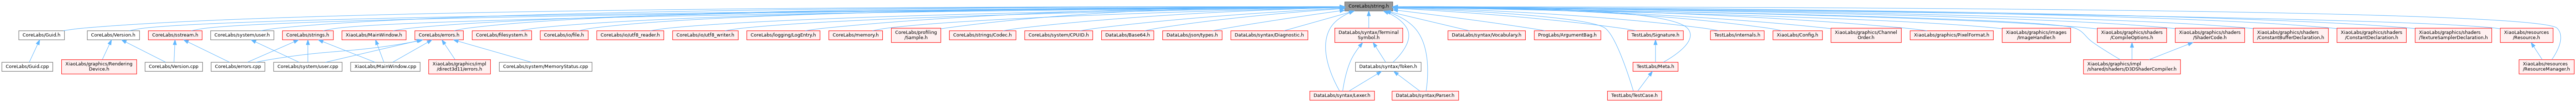 CoreLabs/string.h
CoreLabs/Guid.h
CoreLabs/Version.h
CoreLabs/sstream.h
CoreLabs/system/user.h
CoreLabs/strings.h
XiaoLabs/MainWindow.h
CoreLabs/errors.h
CoreLabs/filesystem.h
CoreLabs/io/file.h
CoreLabs/io/utf8_reader.h
CoreLabs/io/utf8_writer.h
CoreLabs/logging/LogEntry.h
CoreLabs/memory.h
CoreLabs/profiling
/Sample.h
CoreLabs/strings/Codec.h
CoreLabs/system/CPUID.h
DataLabs/Base64.h
DataLabs/json/types.h
DataLabs/syntax/Diagnostic.h
DataLabs/syntax/Terminal
Symbol.h
DataLabs/syntax/Vocabulary.h
ProgLabs/ArgumentBag.h
TestLabs/Signature.h
TestLabs/Internals.h
XiaoLabs/Config.h
XiaoLabs/graphics/Channel
Order.h
XiaoLabs/graphics/PixelFormat.h
XiaoLabs/graphics/images
/ImageHandler.h
XiaoLabs/graphics/shaders
/CompileOptions.h
XiaoLabs/graphics/shaders
/ShaderCode.h
XiaoLabs/graphics/shaders
/ConstantBufferDeclaration.h
XiaoLabs/graphics/shaders
/ConstantDeclaration.h
XiaoLabs/graphics/shaders
/TextureSamplerDeclaration.h
XiaoLabs/resources
/Resource.h
CoreLabs/Guid.cpp
XiaoLabs/graphics/Rendering
Device.h
CoreLabs/Version.cpp
CoreLabs/errors.cpp
CoreLabs/system/user.cpp
XiaoLabs/MainWindow.cpp
XiaoLabs/graphics/impl
/direct3d11/errors.h
CoreLabs/system/MemoryStatus.cpp
DataLabs/syntax/Token.h
TestLabs/Meta.h
XiaoLabs/graphics/impl
/shared/shaders/D3DShaderCompiler.h
XiaoLabs/resources
/ResourceManager.h
DataLabs/syntax/Lexer.h
DataLabs/syntax/Parser.h
TestLabs/TestCase.h